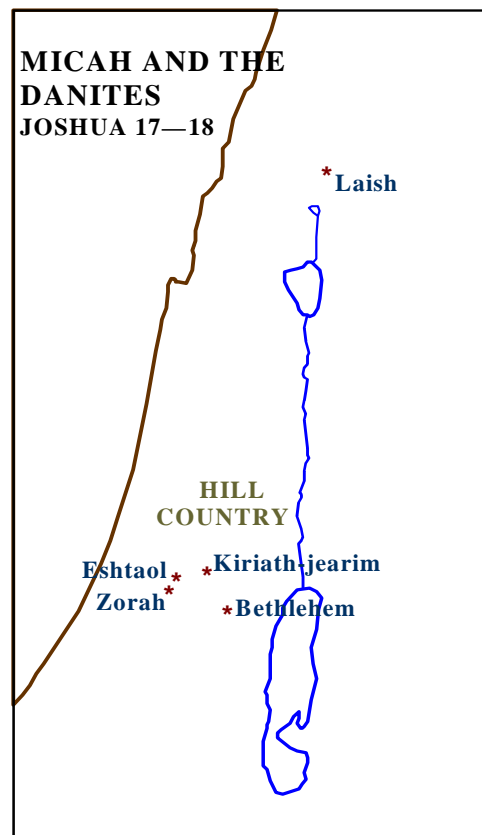 MICAH AND THE
DANITES
JOSHUA 17—18
Laish
HILL
COUNTRY
Eshtaol
Kiriath-jearim
Zorah
Bethlehem